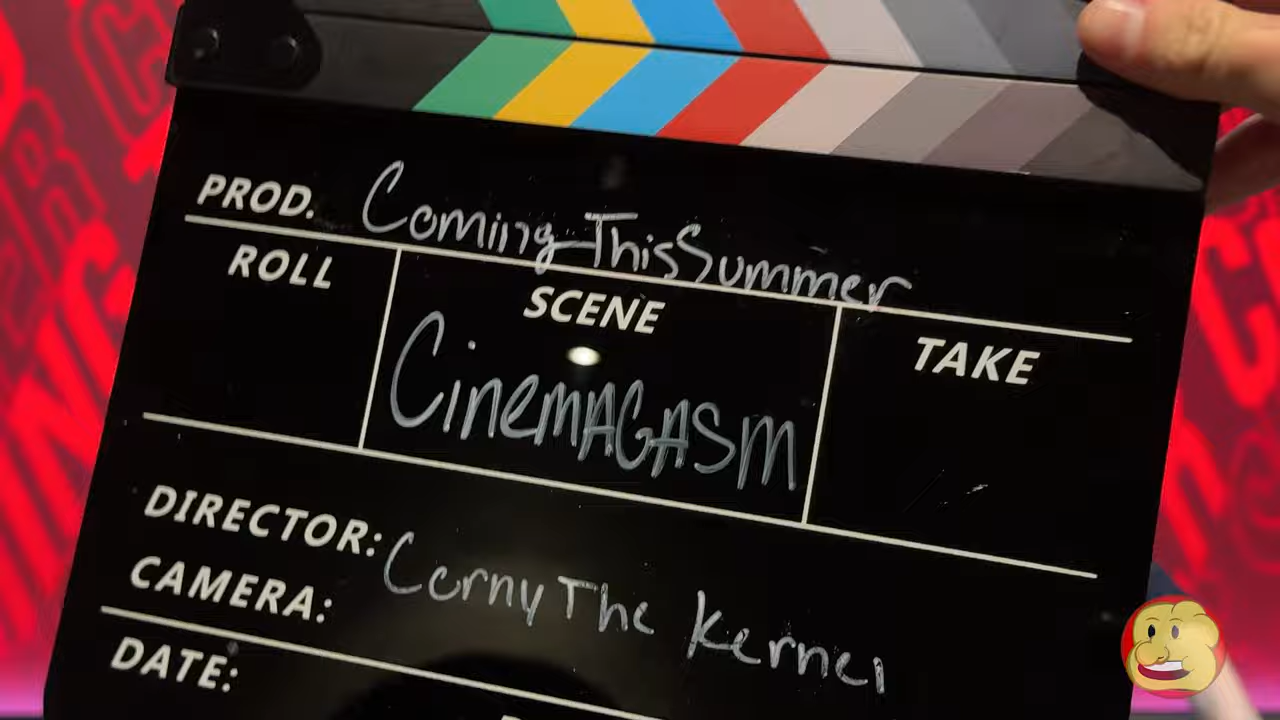 PROD. Coming This Summer
ROLL SCENE TAKE
CinemAGASM
DIRECTOR: Corny The Kernel
CAMERA:
DATE: